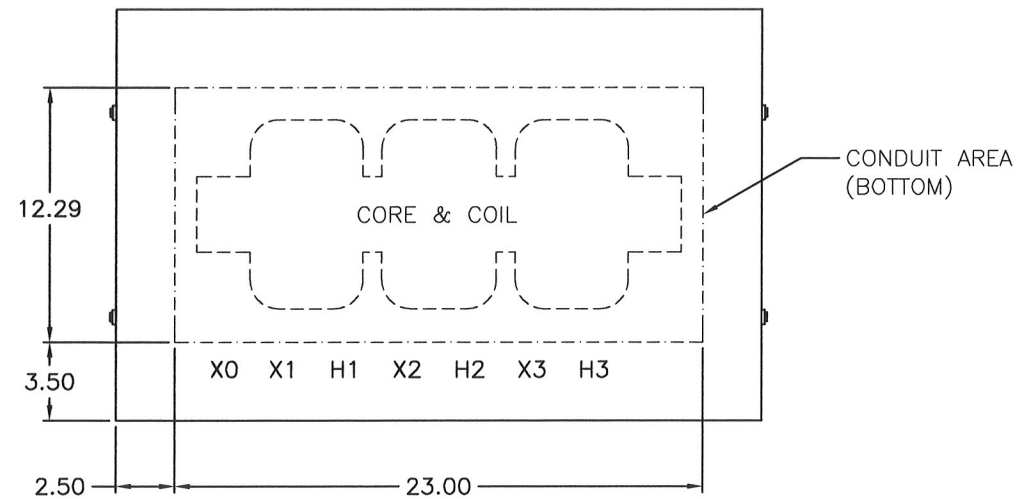 12.29
CONDUIT AREA
(BOTTOM)
CORE & COIL
X0 X1 H1 X2 H2 X3 H3
3.50
2.50
23.00